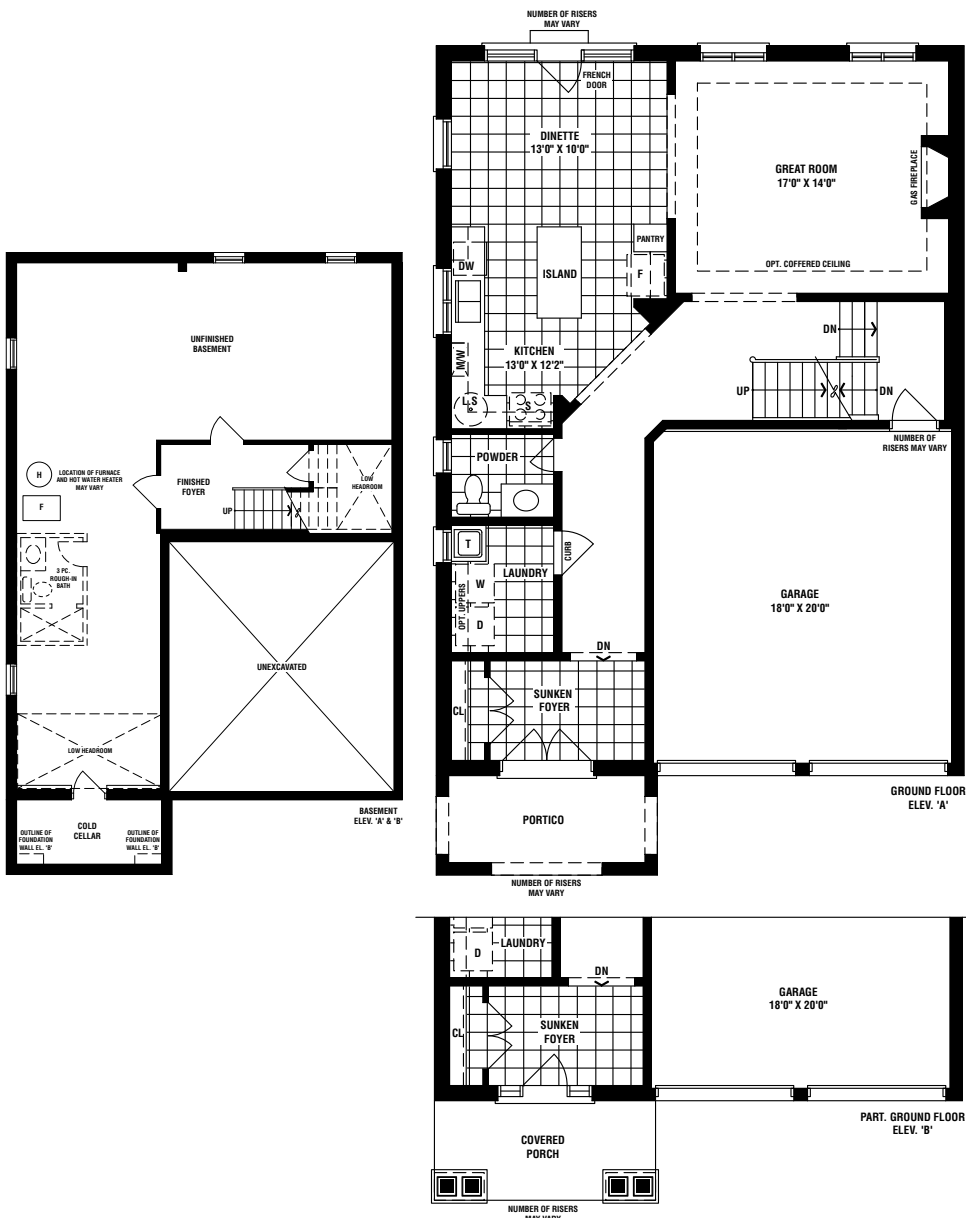 NUMBER OF RISERS
MAY VARY
FRENCH
DOOR
DINETTE
13'0" X 10'0"
GREAT ROOM
17'0" X 14'0"
GAS FIREPLACE
PANTRY
DW
ISLAND
F
OPT. COFFERED CEILING
DN
KITCHEN
13'0" X 12'2"
M/W
L.S
S
UP
DN
NUMBER OF
RISERS MAY VARY
POWDER
T
CURB
W
LAUNDRY
OPT. UPPERS
D
GARAGE
18'0" X 20'0"
DN
CL
SUNKEN
FOYER
PORTICO
GROUND FLOOR
ELEV. 'A'
NUMBER OF RISERS
MAY VARY
UNFINISHED
BASEMENT
H
LOCATION OF FURNACE
AND HOT WATER HEATER
MAY VARY
F
FINISHED
FOYER
LOW
HEADROOM
UP
3 PC.
ROUGH-IN
BATH
UNEXCAVATED
LOW HEADROOM
COLD
CELLAR
OUTLINE OF
FOUNDATION
WALL EL. 'B'
OUTLINE OF
FOUNDATION
WALL EL. 'B'
BASEMENT
ELEV. 'A' & 'B'
D
LAUNDRY
DN
GARAGE
18'0" X 20'0"
CL
SUNKEN
FOYER
PART. GROUND FLOOR
ELEV. 'B'
COVERED
PORCH
NUMBER OF RISERS
MAY VARY